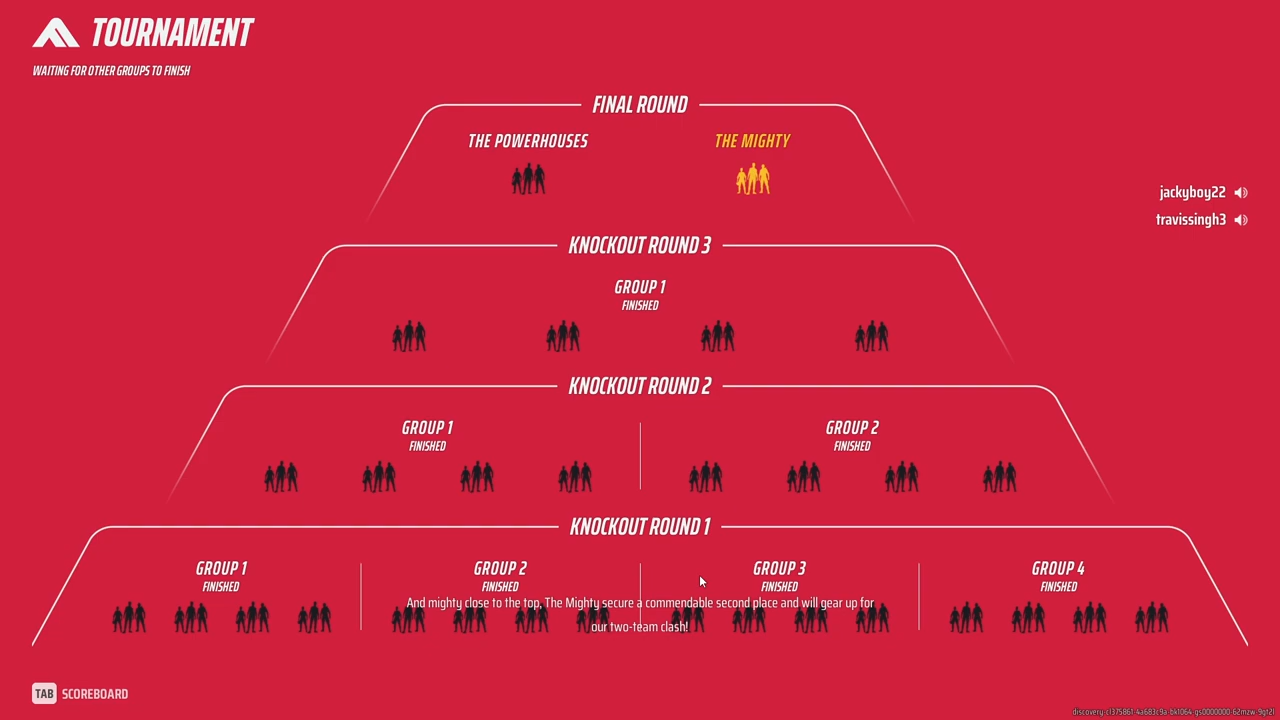 TOURNAMENT
WAITING FOR OTHER GROUPS TO FINISH
FINAL ROUND
THE POWERHOUSES
THE MIGHTY
jackyboy22
travissingh3
KNOCKOUT ROUND 3
GROUP 1
FINISHED
KNOCKOUT ROUND 2
GROUP 1
FINISHED
GROUP 2
FINISHED
KNOCKOUT ROUND 1
GROUP 1
FINISHED
GROUP 2
FINISHED
GROUP 3
FINISHED
GROUP 4
FINISHED
And mighty close to the top, The Mighty secure a commendable second place and will gear up for
our two-team clash!
TAB SCOREBOARD